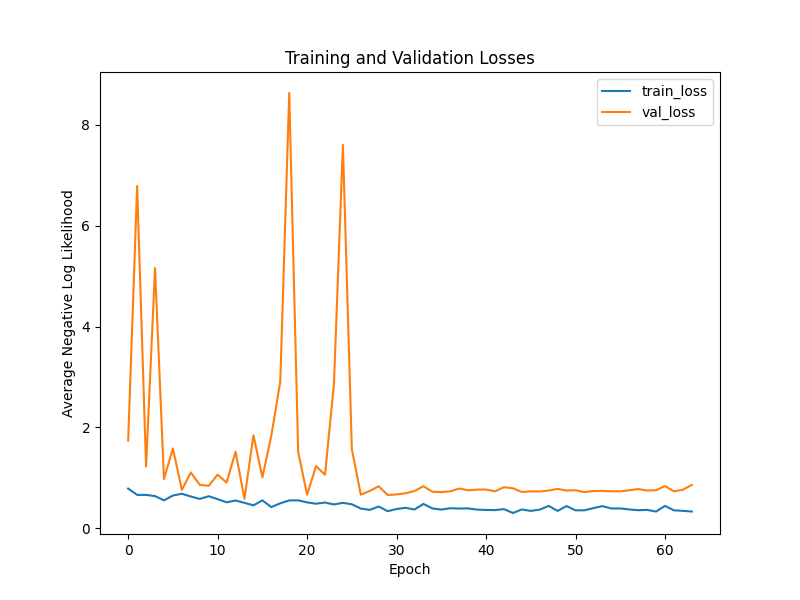 Training and Validation Losses
train_loss
val_loss
Average Negative Log Likelihood
8
6
4
2
0
0 10 20 30 40 50 60
Epoch